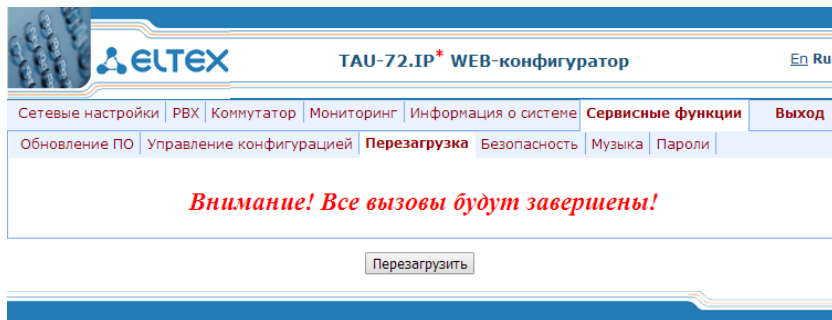 ELTEX
TAU-72.IP* WEB-конфигуратор
En Ru
Сетевые настройки PBX Коммутатор Мониторинг Информация о системе Сервисные функции Выход
Обновление ПО Управление конфигурацией Перезагрузка Безопасность Музыка Пароли
Внимание! Все вызовы будут завершены!
Перезагрузить